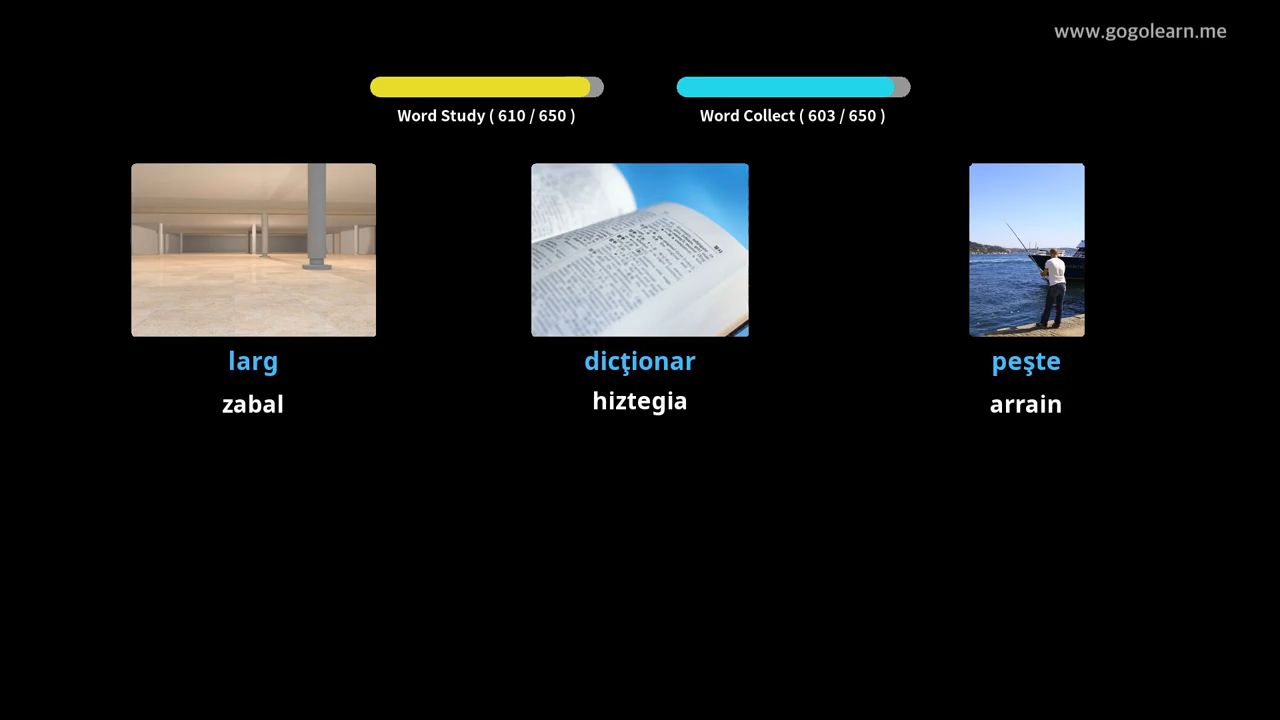 www.gogolearn.me
Word Study ( 610 / 650 )
Word Collect ( 603 / 650 )
larg
dicţionar
peşte
zabal
hiztegia
arrain